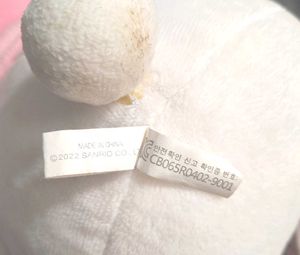 MADE IN CHINA
©2022 SANRIO CO., L
안전확인 신고 확인증 번호:
CB065R0402-9001